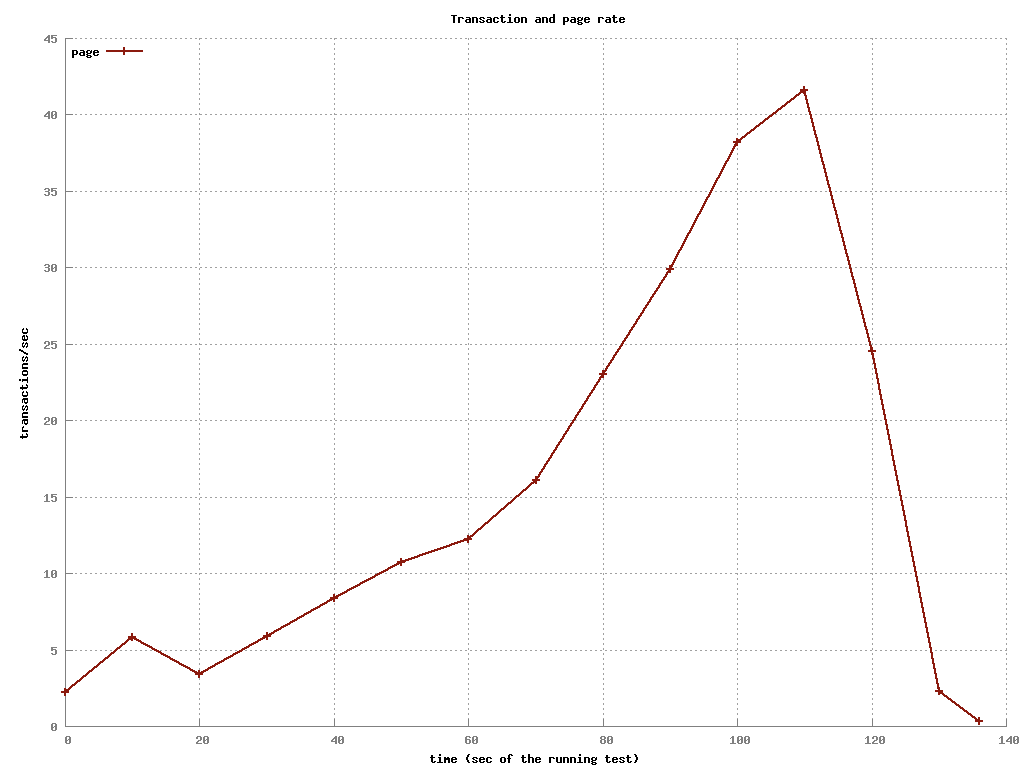 Transaction and page rate
page
45
40
35
30
25
20
15
10
5
0
transactions/sec
0 20 40 60 80 100 120 140
time (sec of the running test)